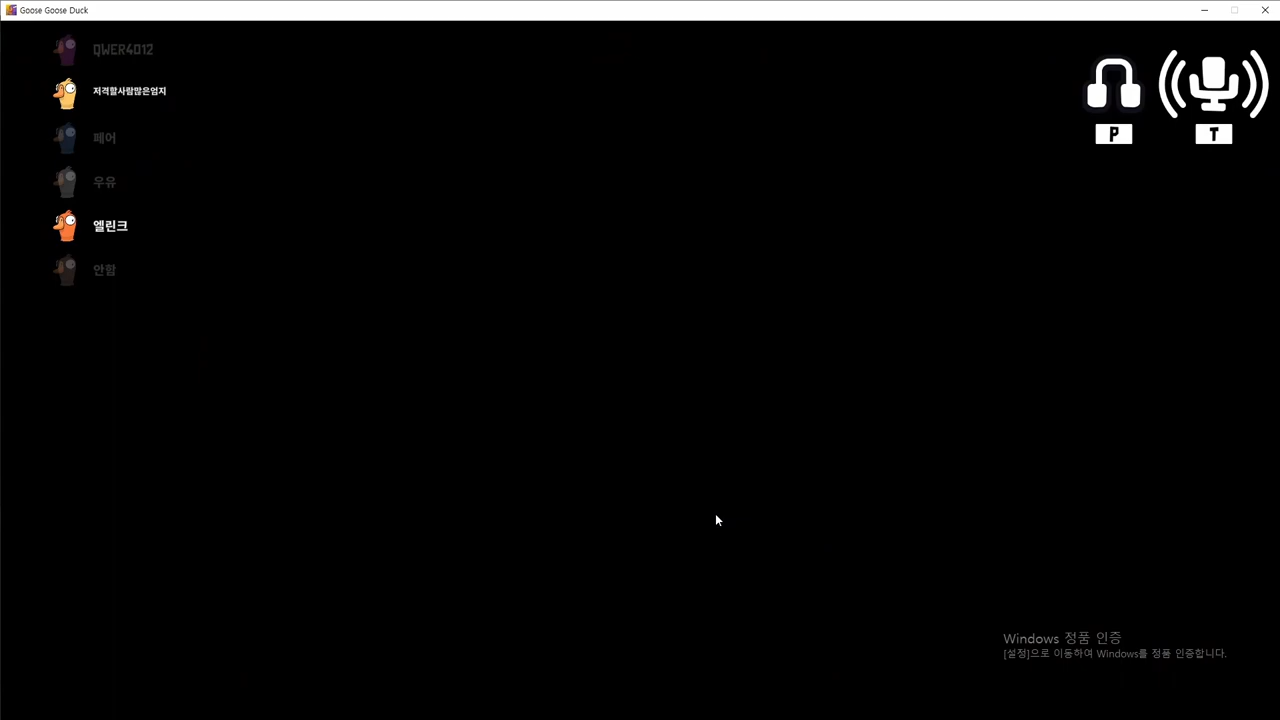 Goose Goose Duck
QWER4012
저격할사람많은엄지
페어
우유
엘린크
안함
P
T
Windows 정품 인증
[설정]으로 이동하여 Windows를 정품 인증합니다.